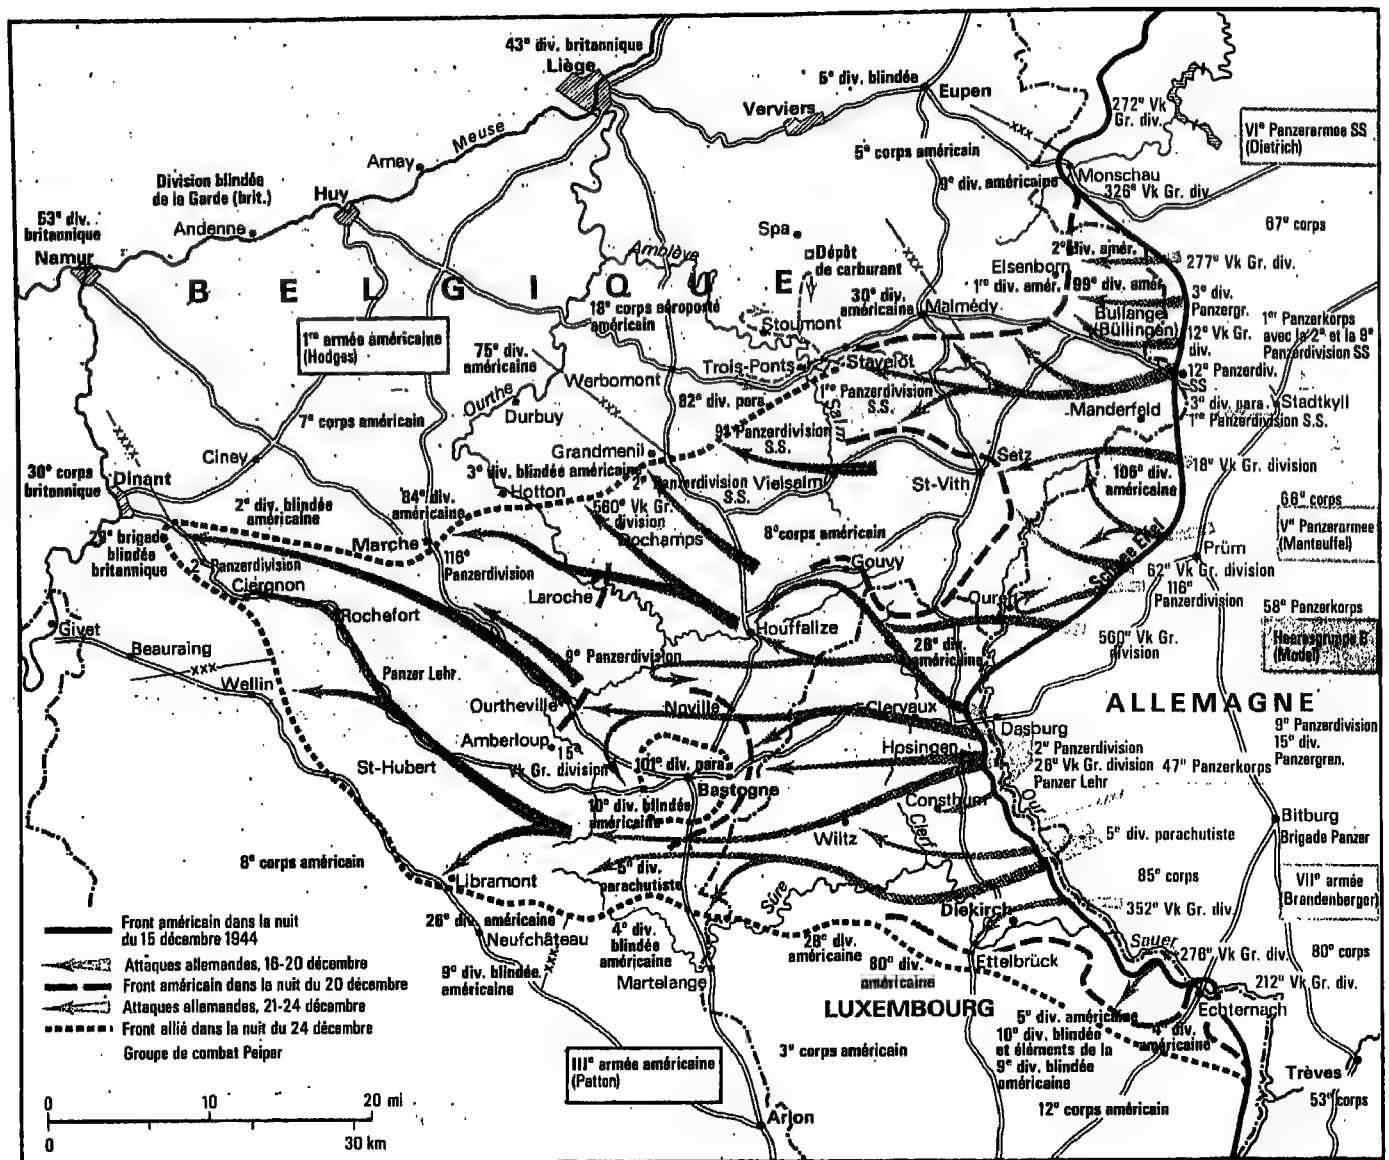 43e div. britannique
Liège
6e div. blindée
Eupen
Verviers
272e Vk
Gr. div.
VIe Panzerarmee SS
(Dietrich)
Meuse
Amay
5e corps américain
9e div. américaine
Monschau
326e Vk Gr. div.
Division blindée
de la Garde (brit.)
Huy
Andenne
53e div.
britannique
Namur
67e corps
Spa
Dépôt
de carburant
Amblève
2e div. amér.
Elsenborn
277e Vk Gr. div.
1re div. amér.
99e div. amér.
BELGIQUE
18e corps aéroporté
américain
30e div.
américaine
Malmédy
3e div.
Panzergr.
Bullange
(Büllingen)
12e Vk Gr.
div.
1er Panzerkorps
avec la 2e et la 9e
Panzerdivision SS
1re armée américaine
(Hodges)
Stoumont
75e div.
américaine
Trois-Ponts
Stavelot
12e Panzerdiv.
SS
Werbomont
1re Panzerdivision
S.S.
Ourthe
Durbuy
82e div. para
Salm
Manderfeld
3e div. para
Stadtkyll
1re Panzerdivision S.S.
7e corps américain
9e Panzerdivision
S.S.
Grandmenil
Ciney
Setz
18e Vk Gr. division
30e corps
britannique
Dinant
3e div. blindée américaine
Hotton
2e Panzerdivision
S.S.
Vielsalm
St-Vith
106e div.
américaine
2e div. blindée
américaine
84e div.
américaine
560e Vk Gr.
division
Dochamps
8e corps américain
66e corps
Ve Panzerarmee
(Manteuffel)
29e brigade
blindée
britannique
Marche
116e
Panzerdivision
Schnee Eifel
Prüm
2e Panzerdivision
Ciergnon
Gouvy
62e Vk Gr. division
116e
Panzerdivision
Laroche
Ouren
Rochefort
58e Panzerkorps
Givet
Houffalize
28e div.
américaine
560e Vk Gr.
division
Heeresgruppe B
(Model)
Beauraing
9e Panzerdivision
Wellin
Panzer Lehr.
ALLEMAGNE
Ourtheville
Noville
Clervaux
Dasburg
9e Panzerdivision
15e div.
Panzergren.
Amberloup
15e
Vk Gr. division
Hosingen
2e Panzerdivision
26e Vk Gr. division
Panzer Lehr
47e Panzerkorps
St-Hubert
101e div. para
Bastogne
Consthum
Our
10e div. blindée
américaine
Wiltz
Clerf
Bitburg
5e div. parachutiste
Brigade Panzer
8e corps américain
5e div.
parachutiste
85e corps
VIIe armée
(Brandenberger)
Libramont
Sûre
Diekirch
352e Vk Gr. div.
26e div. américaine
Neufchâteau
4e div.
blindée
américaine
28e div.
américaine
Sauer
276e Vk Gr. div.
80e corps
Ettelbrück
80e div.
américaine
9e div. blindée
américaine
Martelange
212e Vk Gr. div.
LUXEMBOURG
Echternach
5e div. américaine
4e div.
américaine
10e div. blindée
et éléments de la
9e div. blindée
américaine
IIIe armée américaine
(Patton)
3e corps américain
Trèves
53e corps
12e corps américain
Arlon
Front américain dans la nuit
du 15 décembre 1944
Attaques allemandes, 16-20 décembre
Front américain dans la nuit du 20 décembre
Attaques allemandes, 21-24 décembre
Front allié dans la nuit du 24 décembre
Groupe de combat Peiper
0 10 20 mi
0 30 km
xxx
xxxx
xxx
xxx
xxx
xxx